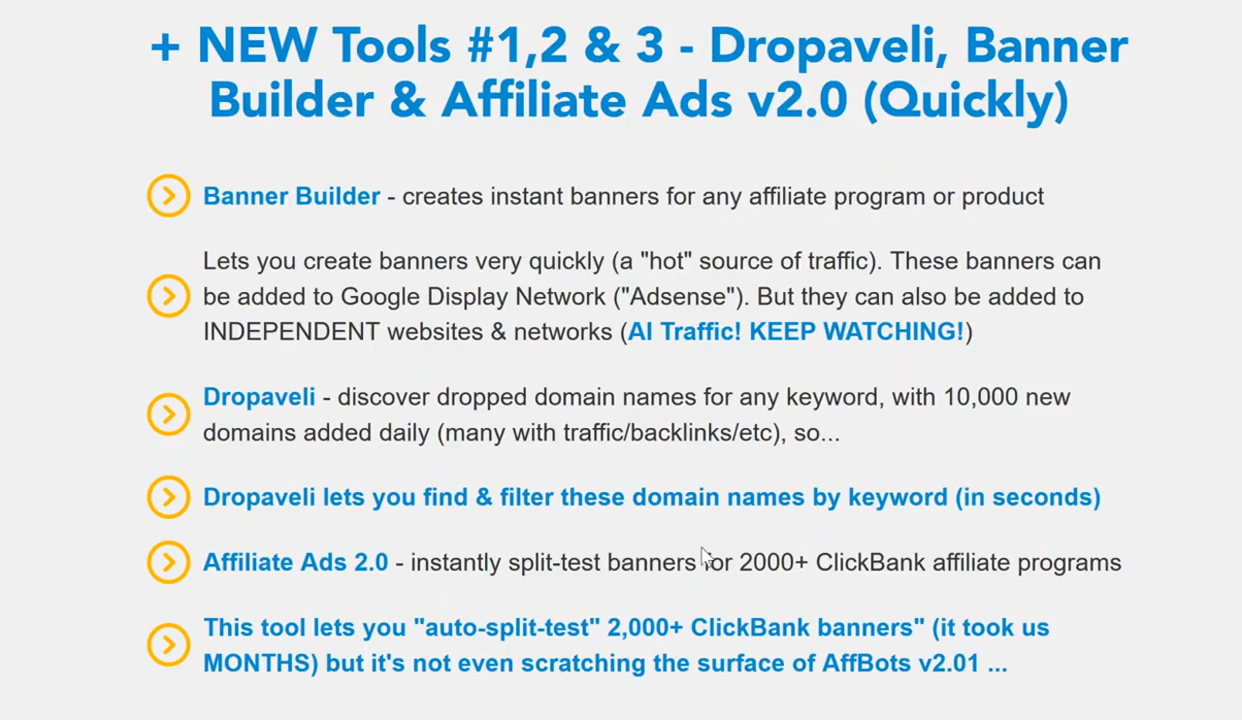 + NEW Tools #1,2 & 3 - Dropaveli, Banner
Builder & Affiliate Ads v2.0 (Quickly)
Banner Builder - creates instant banners for any affiliate program or product
Lets you create banners very quickly (a "hot" source of traffic). These banners can
be added to Google Display Network ("Adsense"). But they can also be added to
INDEPENDENT websites & networks (AI Traffic! KEEP WATCHING!)
Dropaveli - discover dropped domain names for any keyword, with 10,000 new
domains added daily (many with traffic/backlinks/etc), so...
Dropaveli lets you find & filter these domain names by keyword (in seconds)
Affiliate Ads 2.0 - instantly split-test banners for 2000+ ClickBank affiliate programs
This tool lets you "auto-split-test" 2,000+ ClickBank banners" (it took us
MONTHS) but it's not even scratching the surface of AffBots v2.01 ...